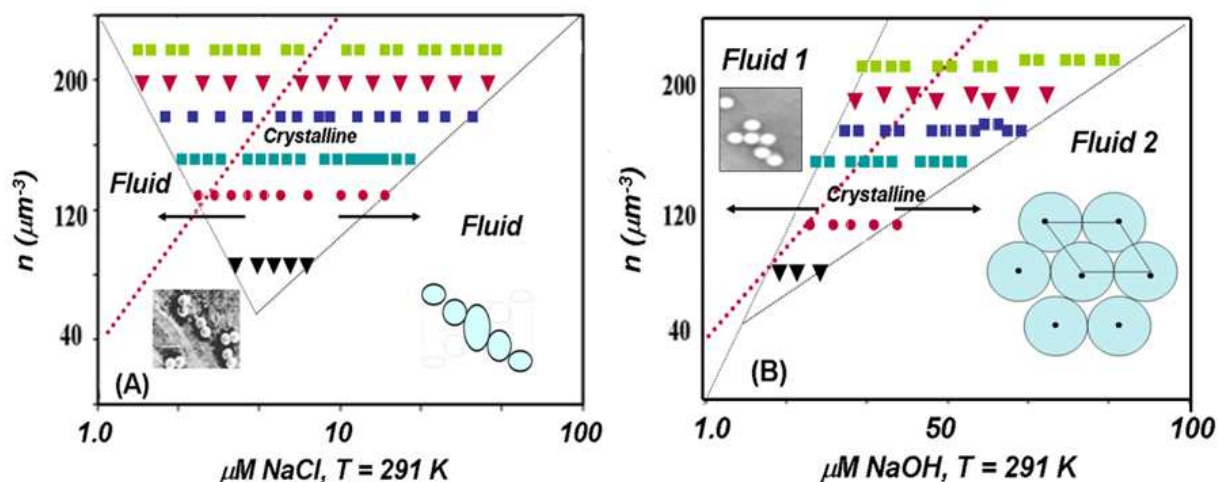 200
120
40
n (μm⁻³)
Fluid
Crystalline
Fluid
(A)
1.0
10
100
μM NaCl, T = 291 K
200
120
40
n (μm⁻³)
Fluid 1
Crystalline
Fluid 2
(B)
1.0
50
100
μM NaOH, T = 291 K